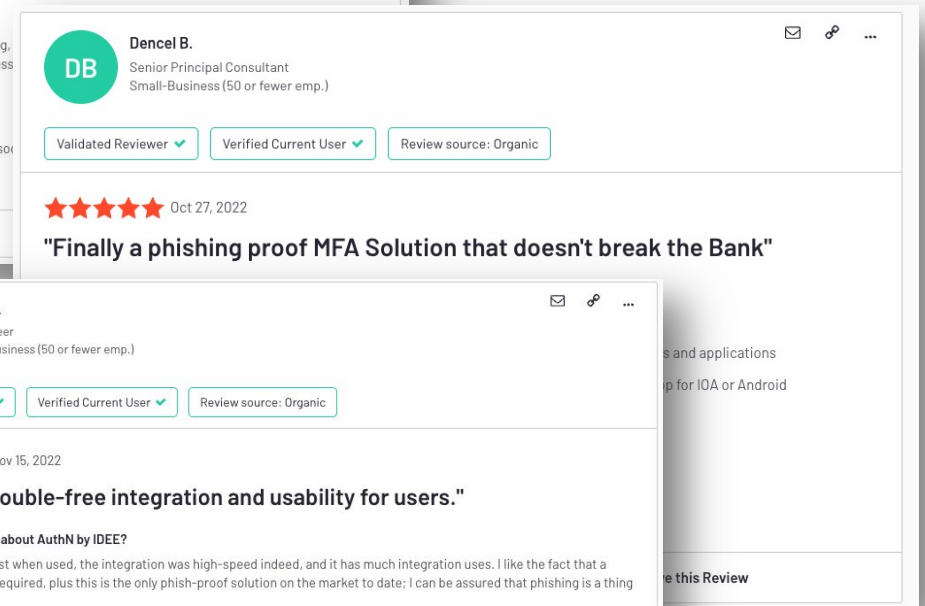 DB
Dencel B.
Senior Principal Consultant
Small-Business (50 or fewer emp.)
Validated Reviewer
Verified Current User
Review source: Organic
Oct 27, 2022
"Finally a phishing proof MFA Solution that doesn't break the Bank"
s and applications
for IOA or Android
this Review
(50 or fewer emp.)
Verified Current User
Review source: Organic
15, 2022
ouble-free integration and usability for users."
about AuthN by IDEE?
st when used, the integration was high-speed indeed, and it has much integration uses. I like the fact that a
equired, plus this is the only phish-proof solution on the market to date; I can be assured that phishing is a thing